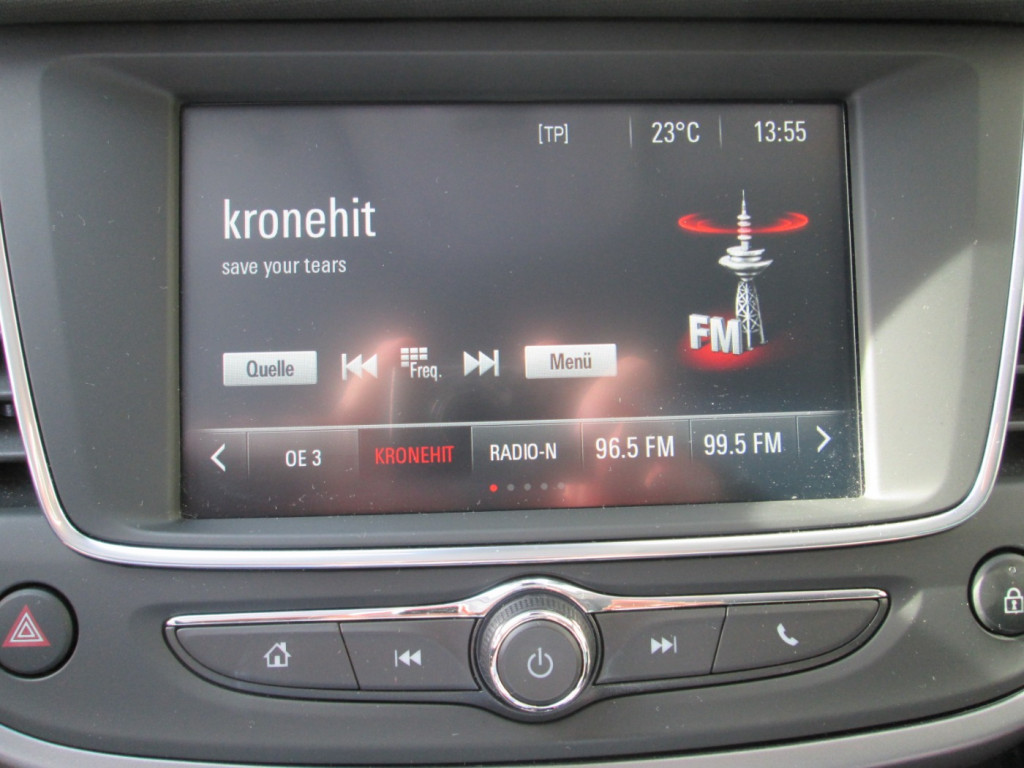 [TP] 23°C 13:55
kronehit
save your tears
FM
Quelle Freq. Menü
OE 3 KRONEHIT RADIO-N 96.5 FM 99.5 FM